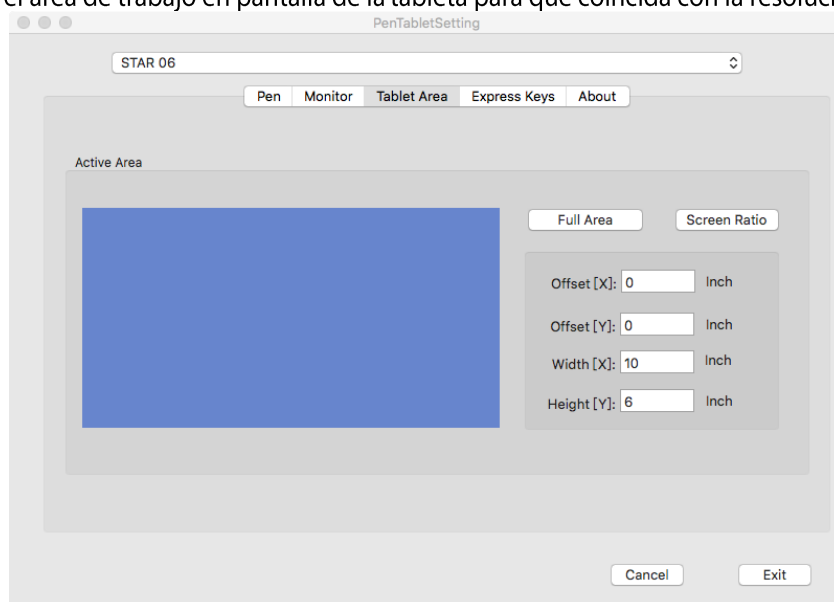 el área de trabajo en pantalla de la tableta para que coincida con la
PenTabletSetting
STAR 06
Pen Monitor Tablet Area Express Keys About
Active Area
Full Area Screen Ratio
Offset [X]: 0 Inch
Offset [Y]: 0 Inch
Width [X]: 10 Inch
Height [Y]: 6 Inch
Cancel Exit